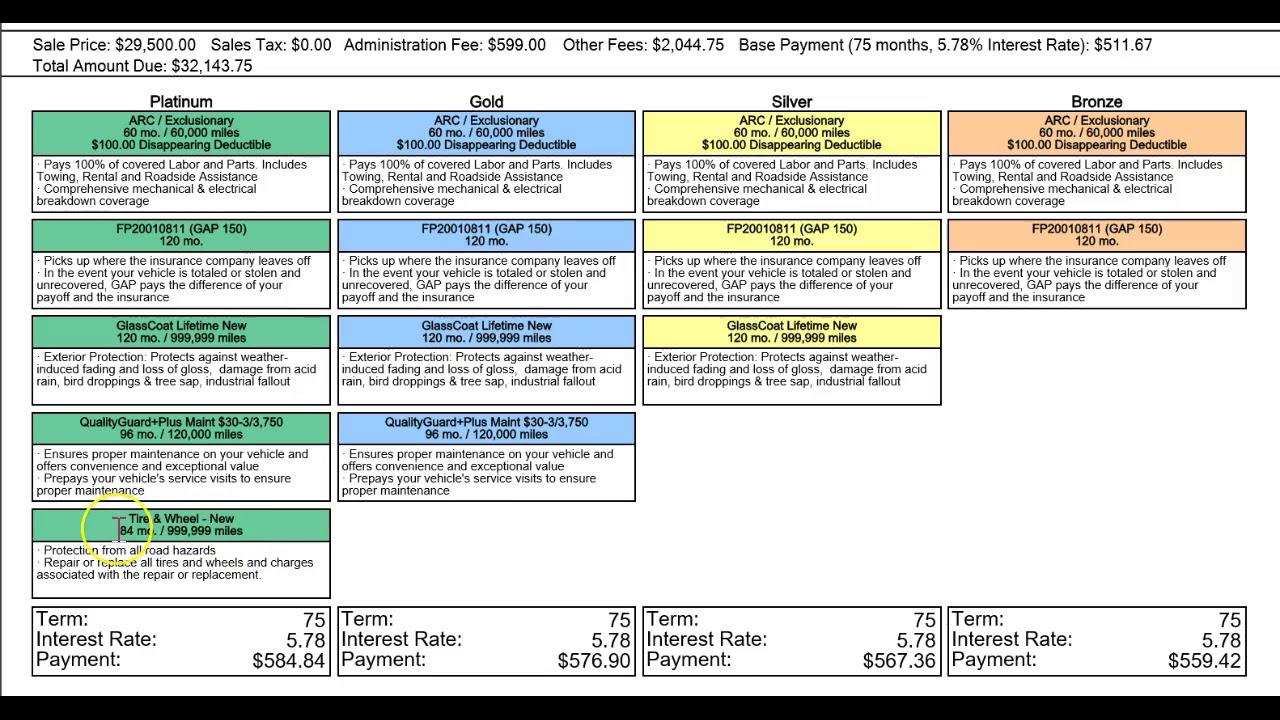 Sale Price: $29,500.00 Sales Tax: $0.00 Administration Fee: $599.00 Other Fees: $2,044.75 Base Payment (75 months, 5.78% Interest Rate): $511.67
Total Amount Due: $32,143.75
Platinum
ARC / Exclusionary
60 mo. / 60,000 miles
$100.00 Disappearing Deductible
· Pays 100% of covered Labor and Parts. Includes
Towing, Rental and Roadside Assistance
· Comprehensive mechanical & electrical
breakdown coverage
FP20010811 (GAP 150)
120 mo.
· Picks up where the insurance company leaves off
· In the event your vehicle is totaled or stolen and
unrecovered, GAP pays the difference of your
payoff and the insurance
GlassCoat Lifetime New
120 mo. / 999,999 miles
· Exterior Protection: Protects against weather-
induced fading and loss of gloss, damage from acid
rain, bird droppings & tree sap, industrial fallout
QualityGuard+Plus Maint $30-3/3,750
96 mo. / 120,000 miles
· Ensures proper maintenance on your vehicle and
offers convenience and exceptional value
· Prepays your vehicle's service visits to ensure
proper maintenance
Tire & Wheel - New
84 mo. / 999,999 miles
· Protection from all road hazards
· Repair or replace all tires and wheels and charges
associated with the repair or replacement.
Term: 75
Interest Rate: 5.78
Payment: $584.84
Gold
ARC / Exclusionary
60 mo. / 60,000 miles
$100.00 Disappearing Deductible
· Pays 100% of covered Labor and Parts. Includes
Towing, Rental and Roadside Assistance
· Comprehensive mechanical & electrical
breakdown coverage
FP20010811 (GAP 150)
120 mo.
· Picks up where the insurance company leaves off
· In the event your vehicle is totaled or stolen and
unrecovered, GAP pays the difference of your
payoff and the insurance
GlassCoat Lifetime New
120 mo. / 999,999 miles
· Exterior Protection: Protects against weather-
induced fading and loss of gloss, damage from acid
rain, bird droppings & tree sap, industrial fallout
QualityGuard+Plus Maint $30-3/3,750
96 mo. / 120,000 miles
· Ensures proper maintenance on your vehicle and
offers convenience and exceptional value
· Prepays your vehicle's service visits to ensure
proper maintenance
Term: 75
Interest Rate: 5.78
Payment: $576.90
Silver
ARC / Exclusionary
60 mo. / 60,000 miles
$100.00 Disappearing Deductible
· Pays 100% of covered Labor and Parts. Includes
Towing, Rental and Roadside Assistance
· Comprehensive mechanical & electrical
breakdown coverage
FP20010811 (GAP 150)
120 mo.
· Picks up where the insurance company leaves off
· In the event your vehicle is totaled or stolen and
unrecovered, GAP pays the difference of your
payoff and the insurance
GlassCoat Lifetime New
120 mo. / 999,999 miles
· Exterior Protection: Protects against weather-
induced fading and loss of gloss, damage from acid
rain, bird droppings & tree sap, industrial fallout
Term: 75
Interest Rate: 5.78
Payment: $567.36
Bronze
ARC / Exclusionary
60 mo. / 60,000 miles
$100.00 Disappearing Deductible
· Pays 100% of covered Labor and Parts. Includes
Towing, Rental and Roadside Assistance
· Comprehensive mechanical & electrical
breakdown coverage
FP20010811 (GAP 150)
120 mo.
· Picks up where the insurance company leaves off
· In the event your vehicle is totaled or stolen and
unrecovered, GAP pays the difference of your
payoff and the insurance
Term: 75
Interest Rate: 5.78
Payment: $559.42